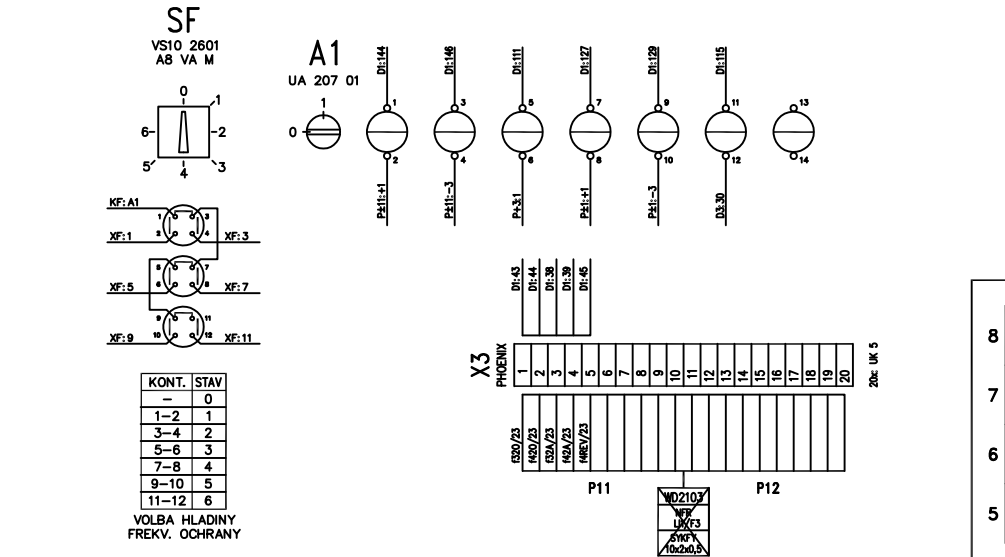 SF
VS10 2601
A8 VA M
0
1
6
2
5
4
3
KF: A1
1
3
2
4
XF:1
XF: 3
5
7
6
8
XF:5
XF:7
9
11
10
12
XF:9
XF:11
KONT. STAV
– 0
1–2 1
3–4 2
5–6 3
7–8 4
9–10 5
11–12 6
VOLBA HLADINY
FREKV. OCHRANY
A1
UA 207 01
1
0
D1:144
D1:146
D1:111
D1:127
D1:129
D1:115
1
3
5
7
9
11
13
2
4
6
8
10
12
14
P±11:+1
P±11:-3
P+3:1
P±1:+1
P±1:-3
D3:30
D1:43
D1:44
D1:38
D1:39
D1:45
X3
PHOENIX
1 2 3 4 5 6 7 8 9 10 11 12 13 14 15 16 17 18 19 20
20x UK 5
f320/23
f420/23
f32A/23
f42A/23
f4REV/23
P11
P12
WD2103
SYKFY
10x2x0,5
8
7
6
5